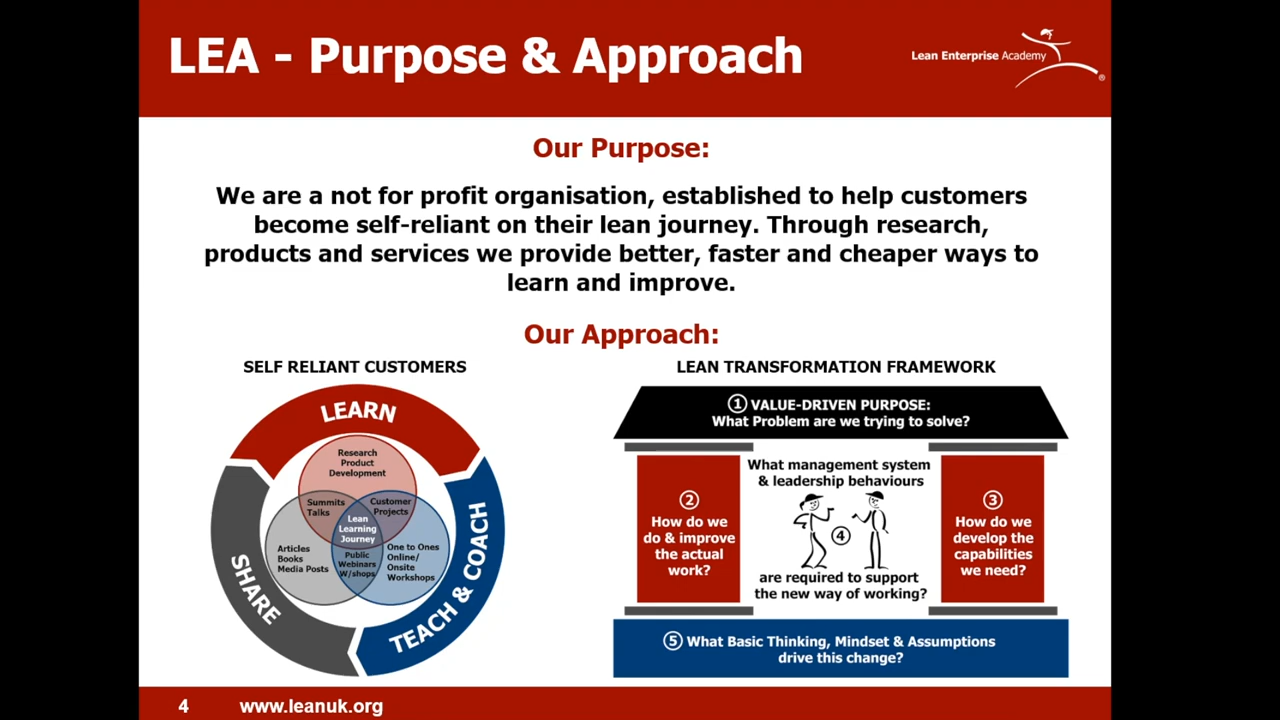 LEA - Purpose & Approach
Lean Enterprise Academy
®
Our Purpose:
We are a not for profit organisation, established to help customers
become self-reliant on their lean journey. Through research,
products and services we provide better, faster and cheaper ways to
learn and improve.
Our Approach:
SELF RELIANT CUSTOMERS
LEARN
Research
Product
Development
Summits
Talks
Customer
Projects
Lean
Learning
Journey
Articles
Books
Media Posts
Public
Webinars
W/shops
One to Ones
Online/
Onsite
Workshops
SHARE
TEACH & COACH
LEAN TRANSFORMATION FRAMEWORK
① VALUE-DRIVEN PURPOSE:
What Problem are we trying to solve?
②
How do we
do & improve
the actual
work?
What management system
& leadership behaviours
④
are required to support
the new way of working?
③
How do we
develop the
capabilities
we need?
⑤ What Basic Thinking, Mindset & Assumptions
drive this change?
4
www.leanuk.org